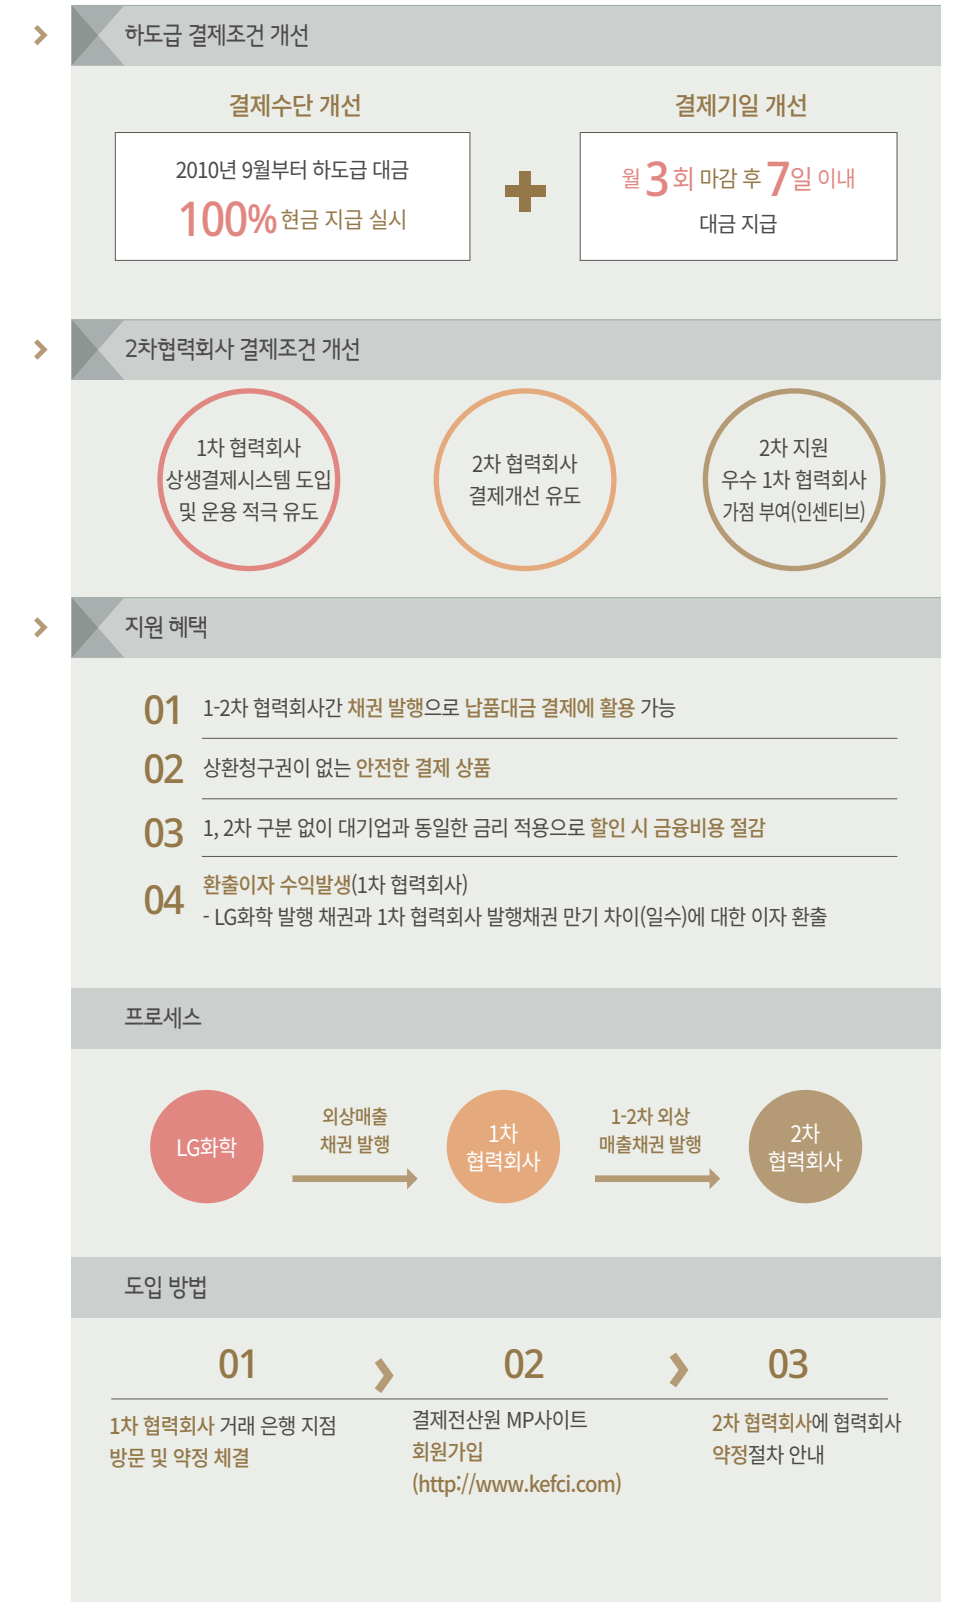 하도급 결제조건 개선
결제수단 개선
2010년 9월부터 하도급 대금
100% 현금 지급 실시
결제기일 개선
월 3회 마감 후 7일 이내
대금 지급
2차협력회사 결제조건 개선
1차 협력회사
상생결제시스템 도입
및 운용 적극 유도
2차 협력회사
결제개선 유도
2차 지원
우수 1차 협력회사
가점 부여(인센티브)
지원 혜택
01 1-2차 협력회사간 채권 발행으로 납품대금 결제에 활용 가능
02 상환청구권이 없는 안전한 결제 상품
03 1, 2차 구분 없이 대기업과 동일한 금리 적용으로 할인 시 금융비용 절감
04 환출이자 수익발생(1차 협력회사)
- LG화학 발행 채권과 1차 협력회사 발행채권 만기 차이(일수)에 대한 이자 환출
프로세스
LG화학
외상매출
채권 발행
1차
협력회사
1-2차 외상
매출채권 발행
2차
협력회사
도입 방법
01
1차 협력회사 거래 은행 지점
방문 및 약정 체결
02
결제전산원 MP사이트
회원가입
(http://www.kefci.com)
03
2차 협력회사에 협력회사
약정절차 안내